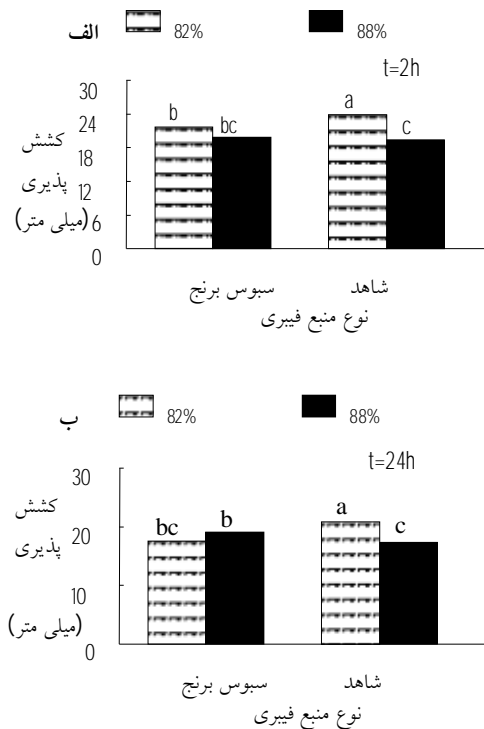 الف 82% 88%
t=2h
30
24
18
12
6
0
کشش
پذیری
(میلی متر)
b bc a c
سبوس برنج شاهد
نوع منبع فیبری
ب 82% 88%
t=24h
30
20
10
0
کشش
پذیری
(میلی متر)
bc b a c
سبوس برنج شاهد
نوع منبع فیبری